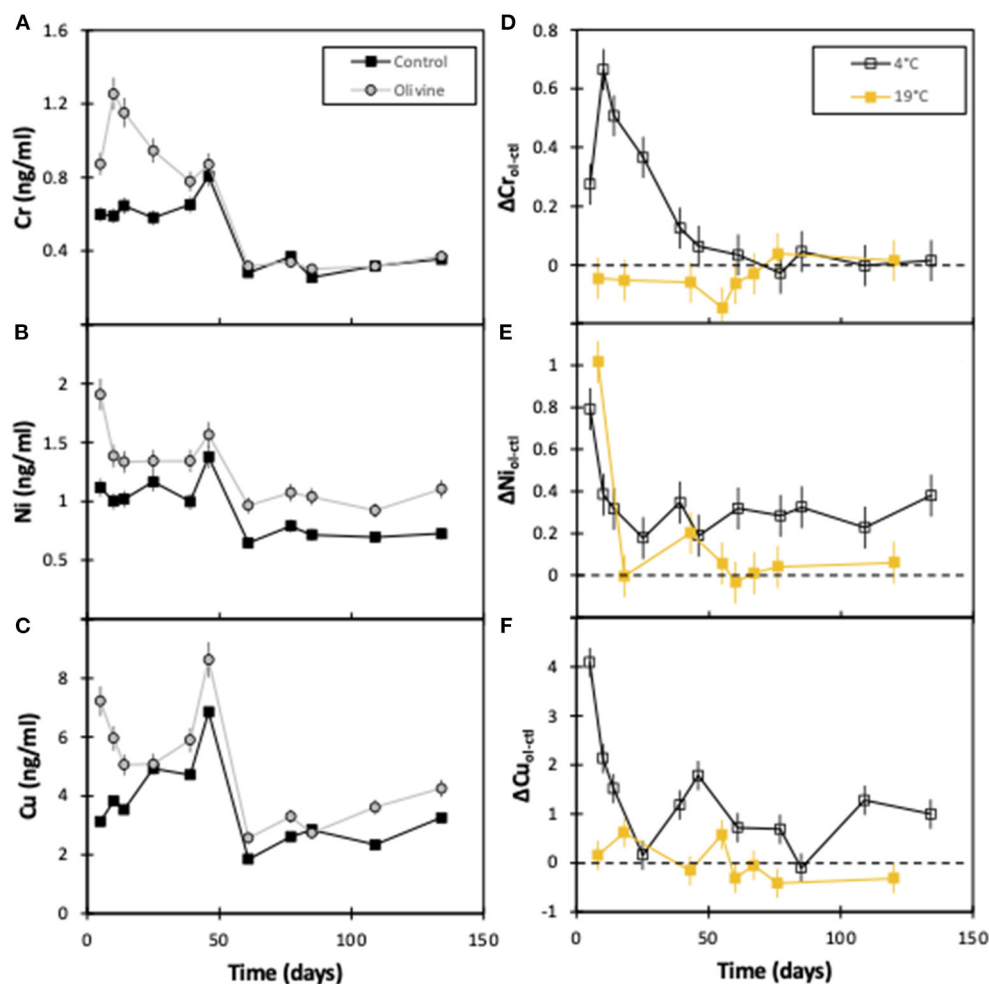 A
1.6
1.2
0.8
0.4
Cr (ng/ml)
Control
Olivine
B
2
1.5
1
0.5
Ni (ng/ml)
C
8
6
4
2
0
Cu (ng/ml)
0
50
100
150
Time (days)
D
0.8
0.6
0.4
0.2
0
ΔCrol-ctl
4°C
19°C
E
1
0.8
0.6
0.4
0.2
0
ΔNiol-ctl
F
4
3
2
1
0
-1
ΔCuol-ctl
0
50
100
150
Time (days)